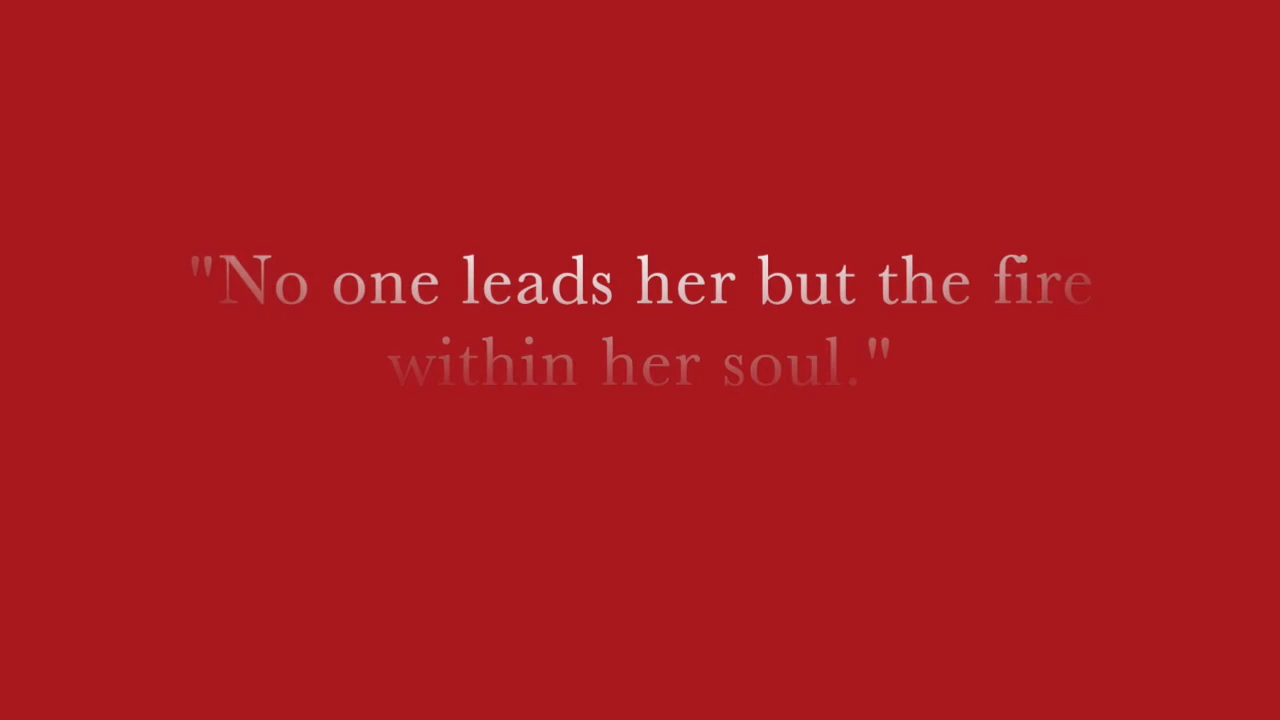 "No one leads her but the fire
within her soul."